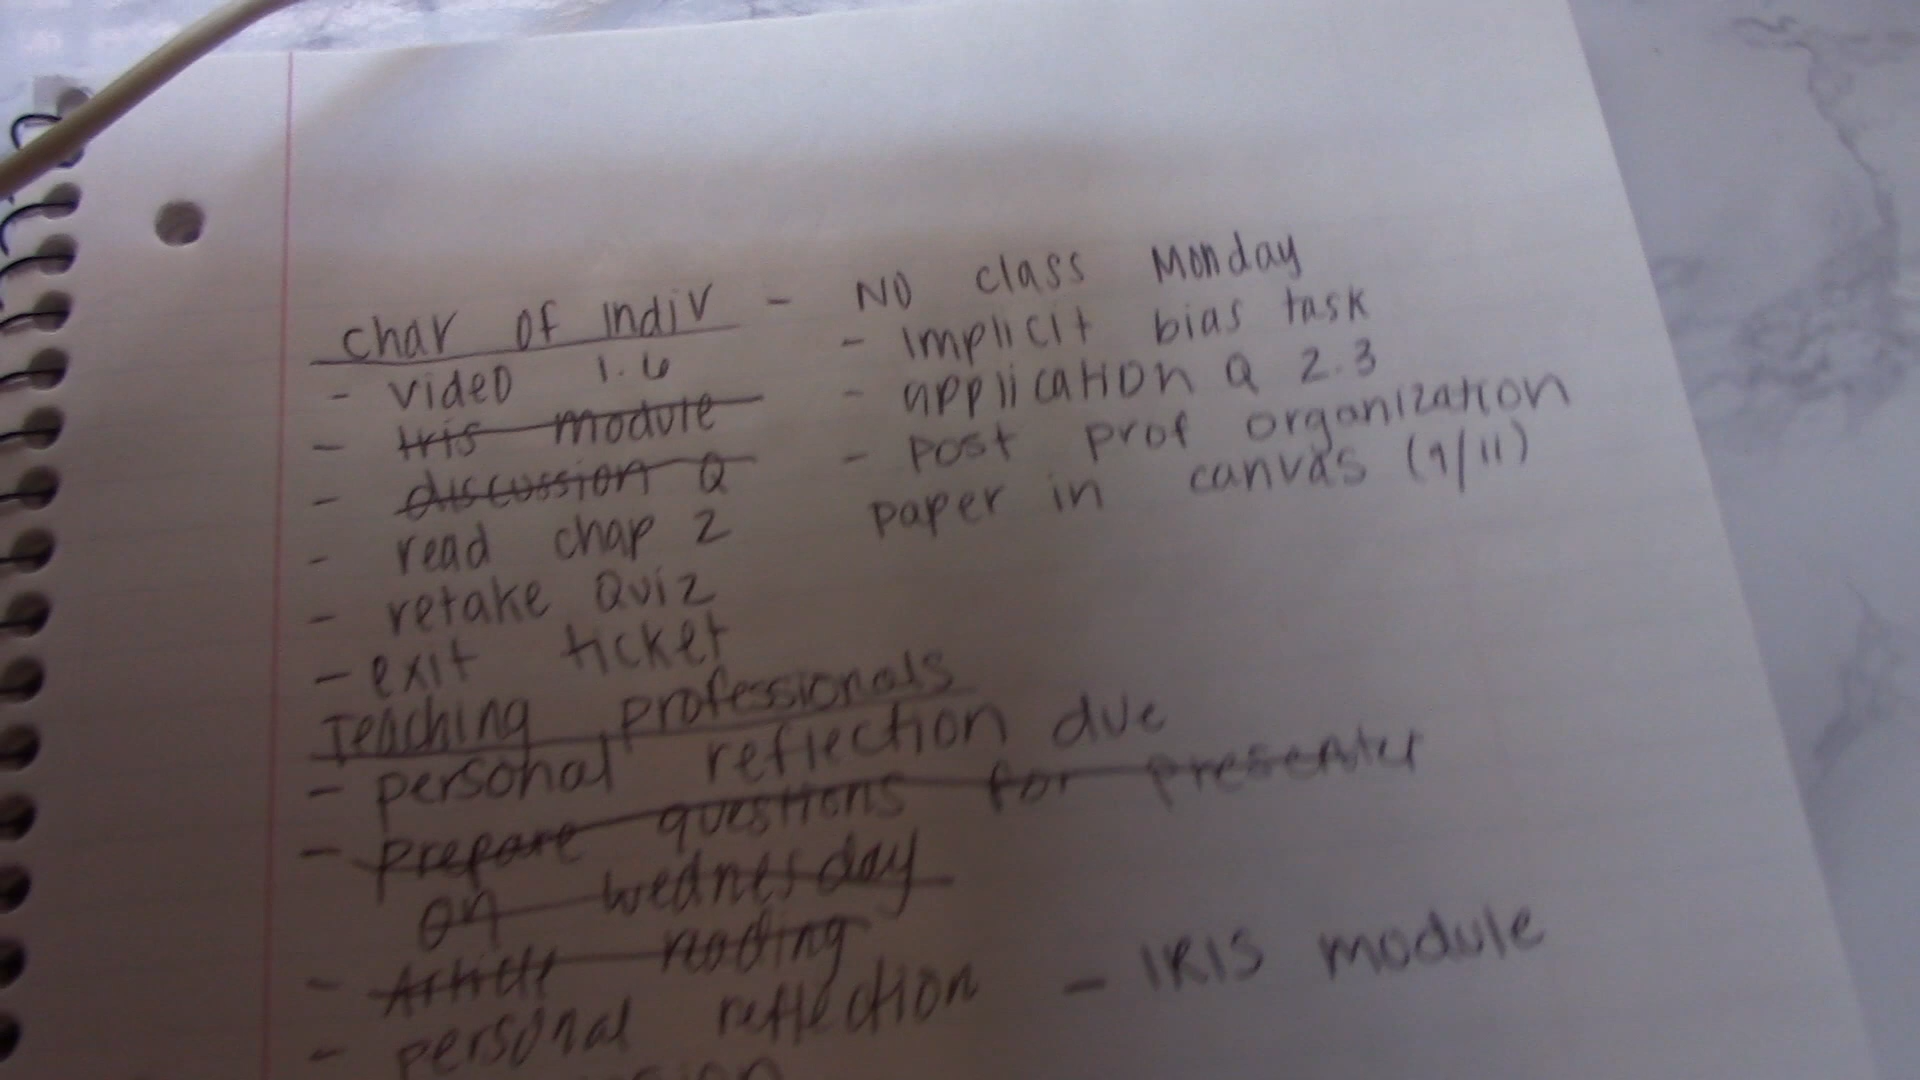 char of Indiv - NO class Monday
- video 1.6
- Iris module
- discussion Q
- read chap 2
- retake Quiz
- exit ticket
- implicit bias task
- application Q 2.3
- post prof organization
paper in canvas (9/11)
Teaching professionals
- personal reflection due
- prepare questions for presenter
on wednesday
- Article reading
- personal reflection - IRIS module